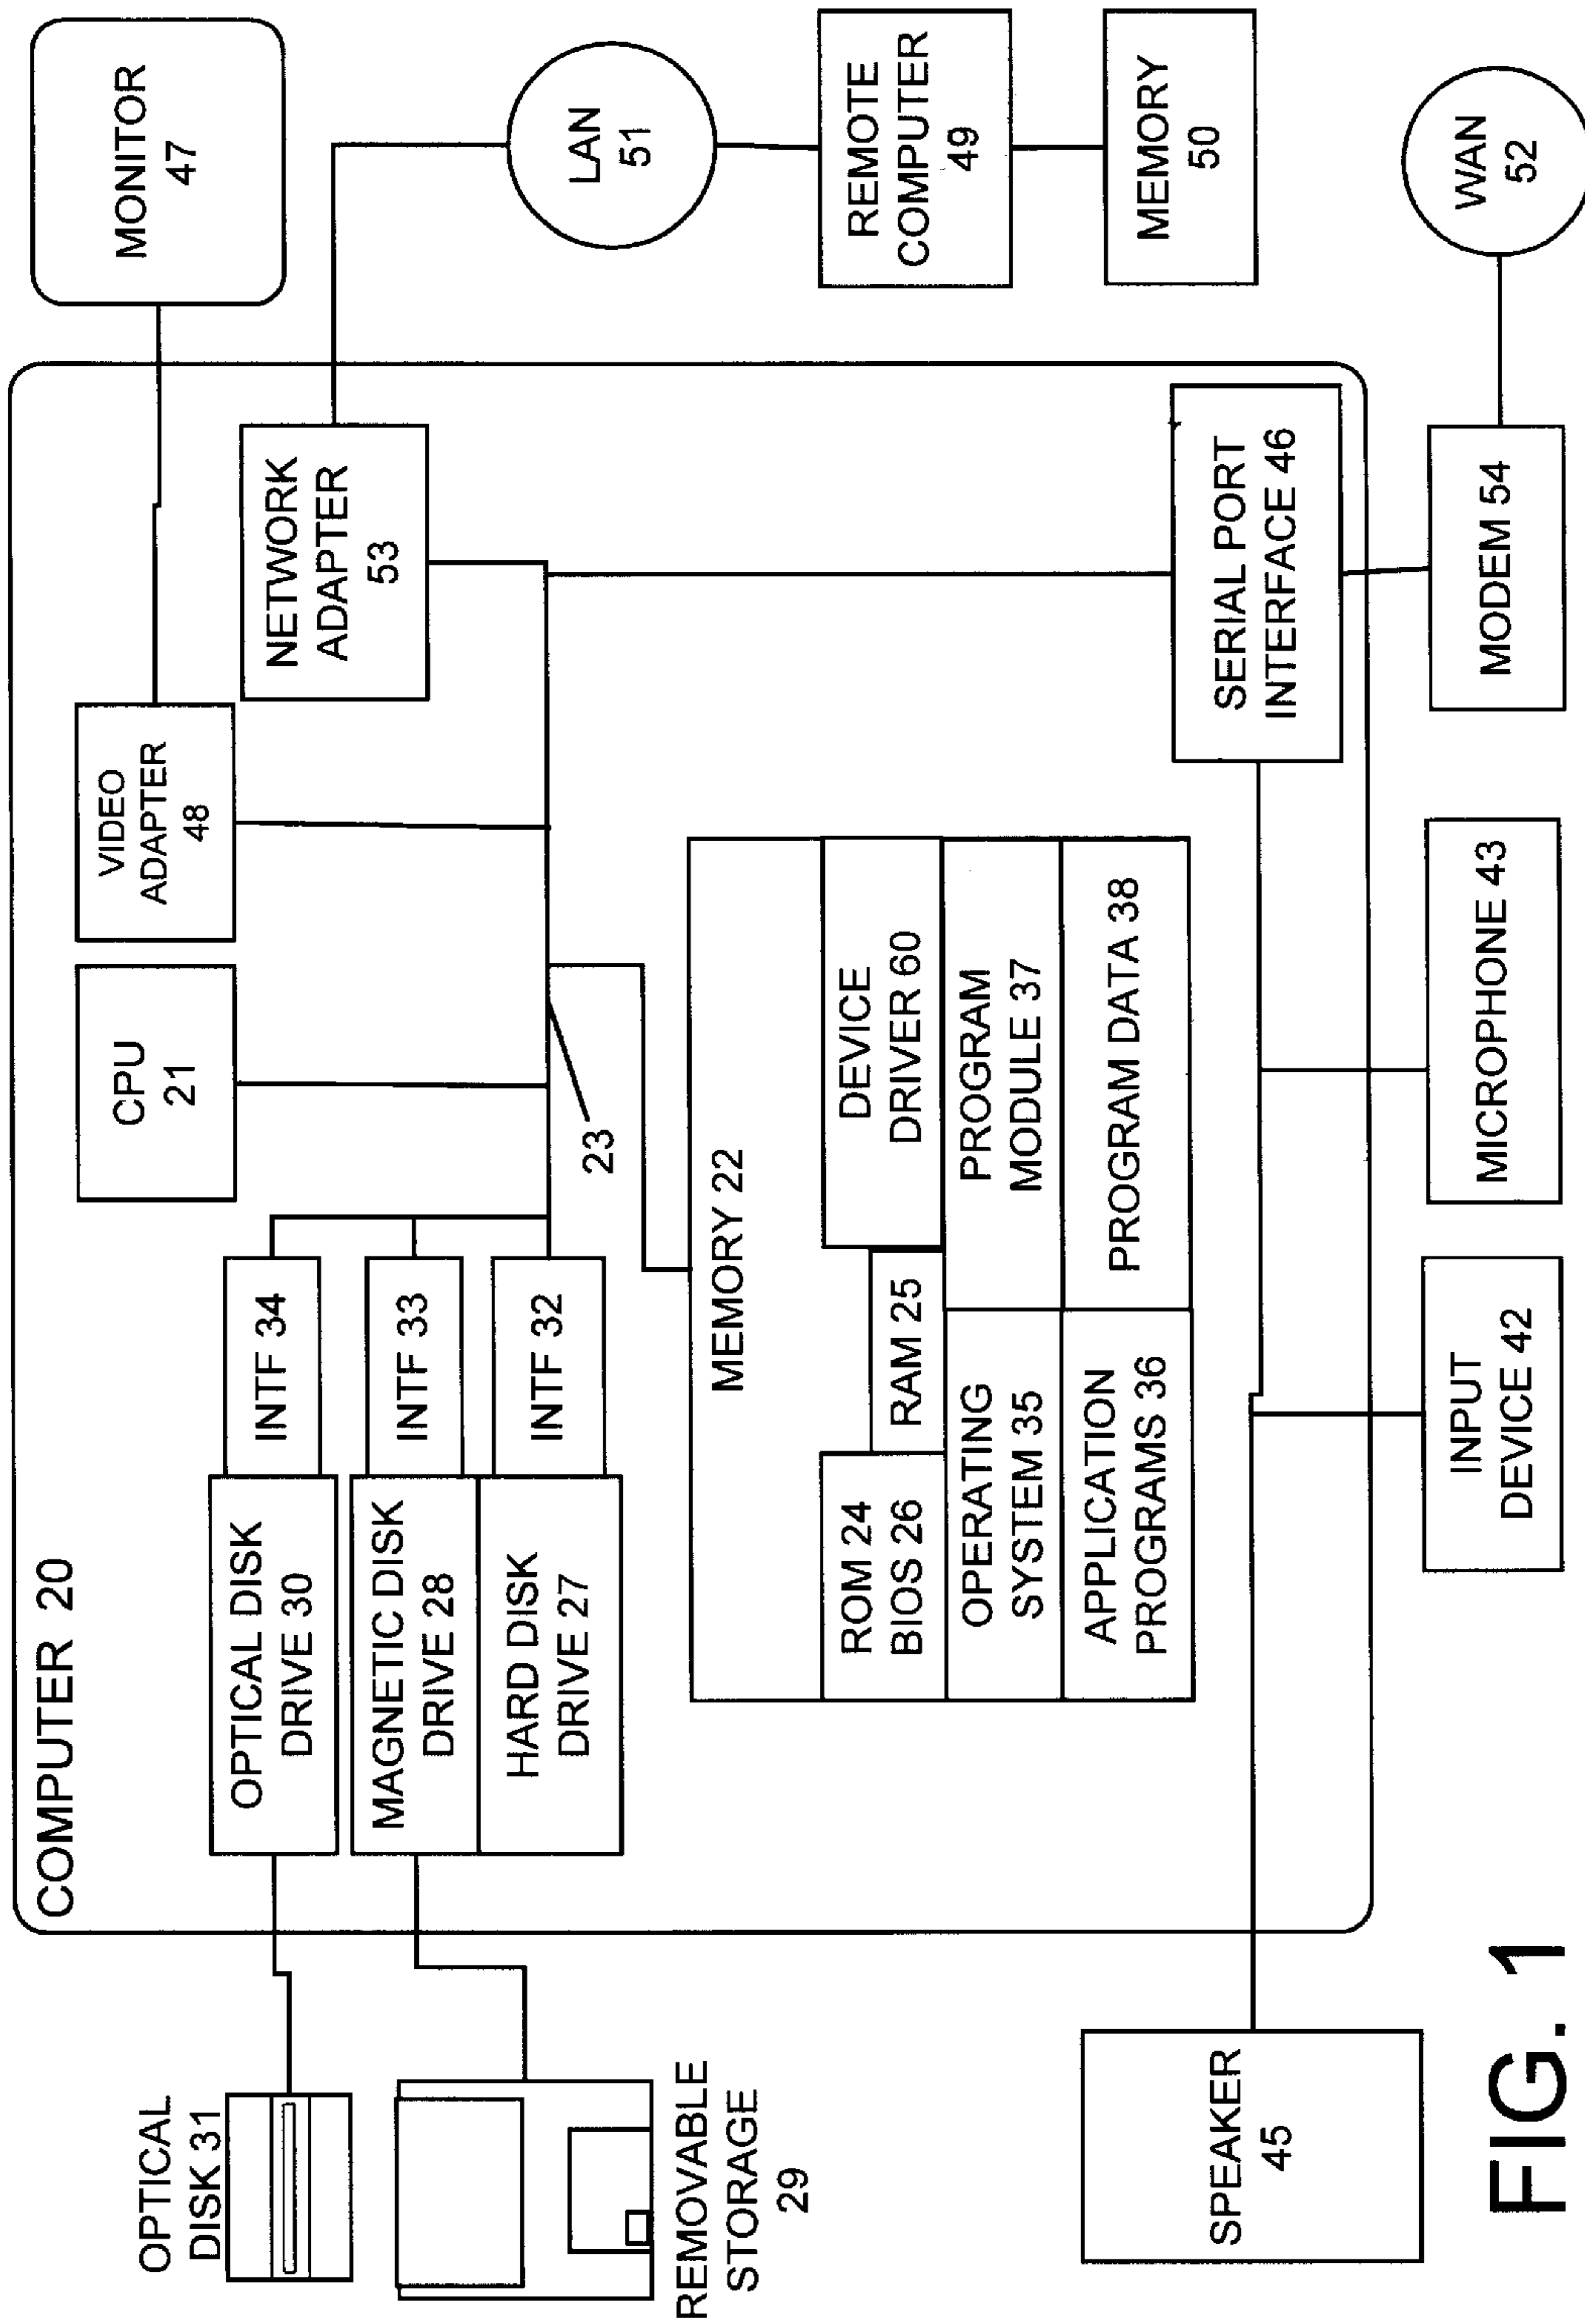 COMPUTER 20
MONITOR
47
VIDEO
ADAPTER
48
CPU
21
NETWORK
ADAPTER
53
OPTICAL
DISK 31
OPTICAL DISK
DRIVE 30
INTF 34
MAGNETIC DISK
DRIVE 28
INTF 33
HARD DISK
DRIVE 27
INTF 32
23
LAN
51
REMOVABLE
STORAGE
29
MEMORY 22
ROM 24
BIOS 26
RAM 25
DEVICE
DRIVER 60
OPERATING
SYSTEM 35
PROGRAM
MODULE 37
APPLICATION
PROGRAMS 36
PROGRAM DATA 38
REMOTE
COMPUTER
49
MEMORY
50
SPEAKER
45
SERIAL PORT
INTERFACE 46
INPUT
DEVICE 42
MICROPHONE 43
MODEM 54
WAN
52
FIG. 1